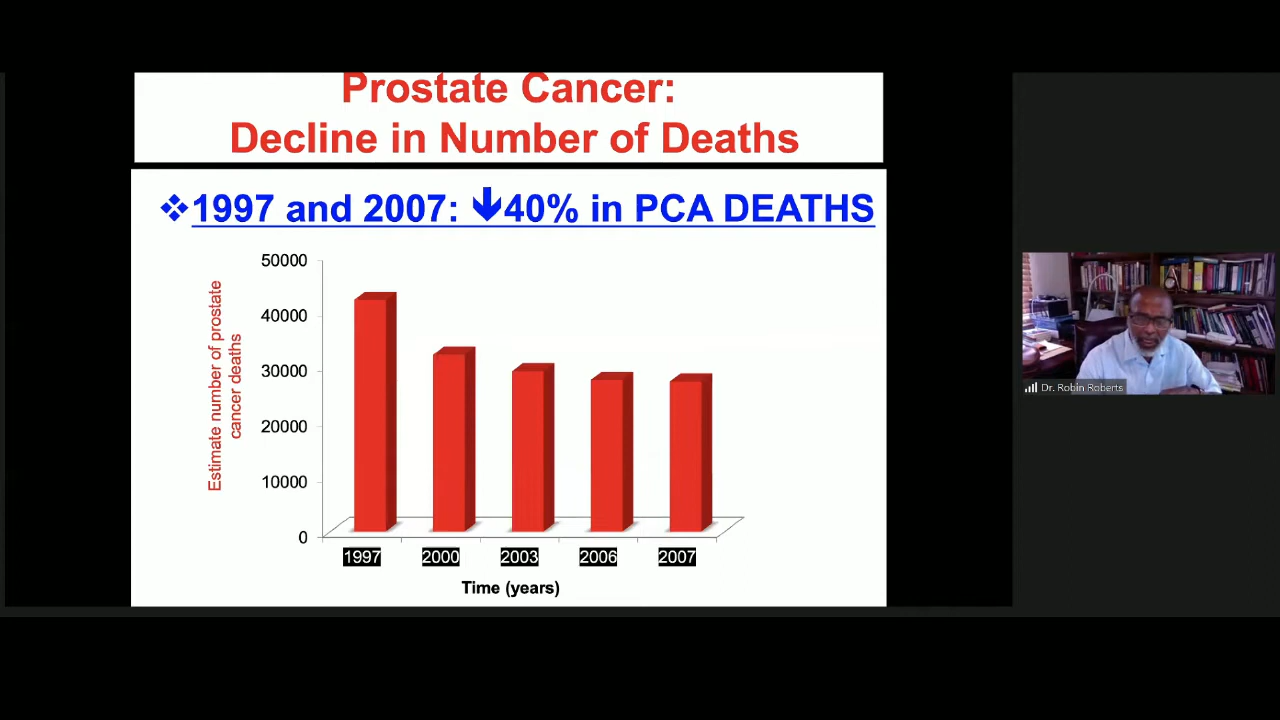 Prostate Cancer:
Decline in Number of Deaths
❖1997 and 2007: 🡇40% in PCA DEATHS
Estimate number of prostate
cancer deaths
50000
40000
30000
20000
10000
0
1997 2000 2003 2006 2007
Time (years)
Dr. Robin Roberts